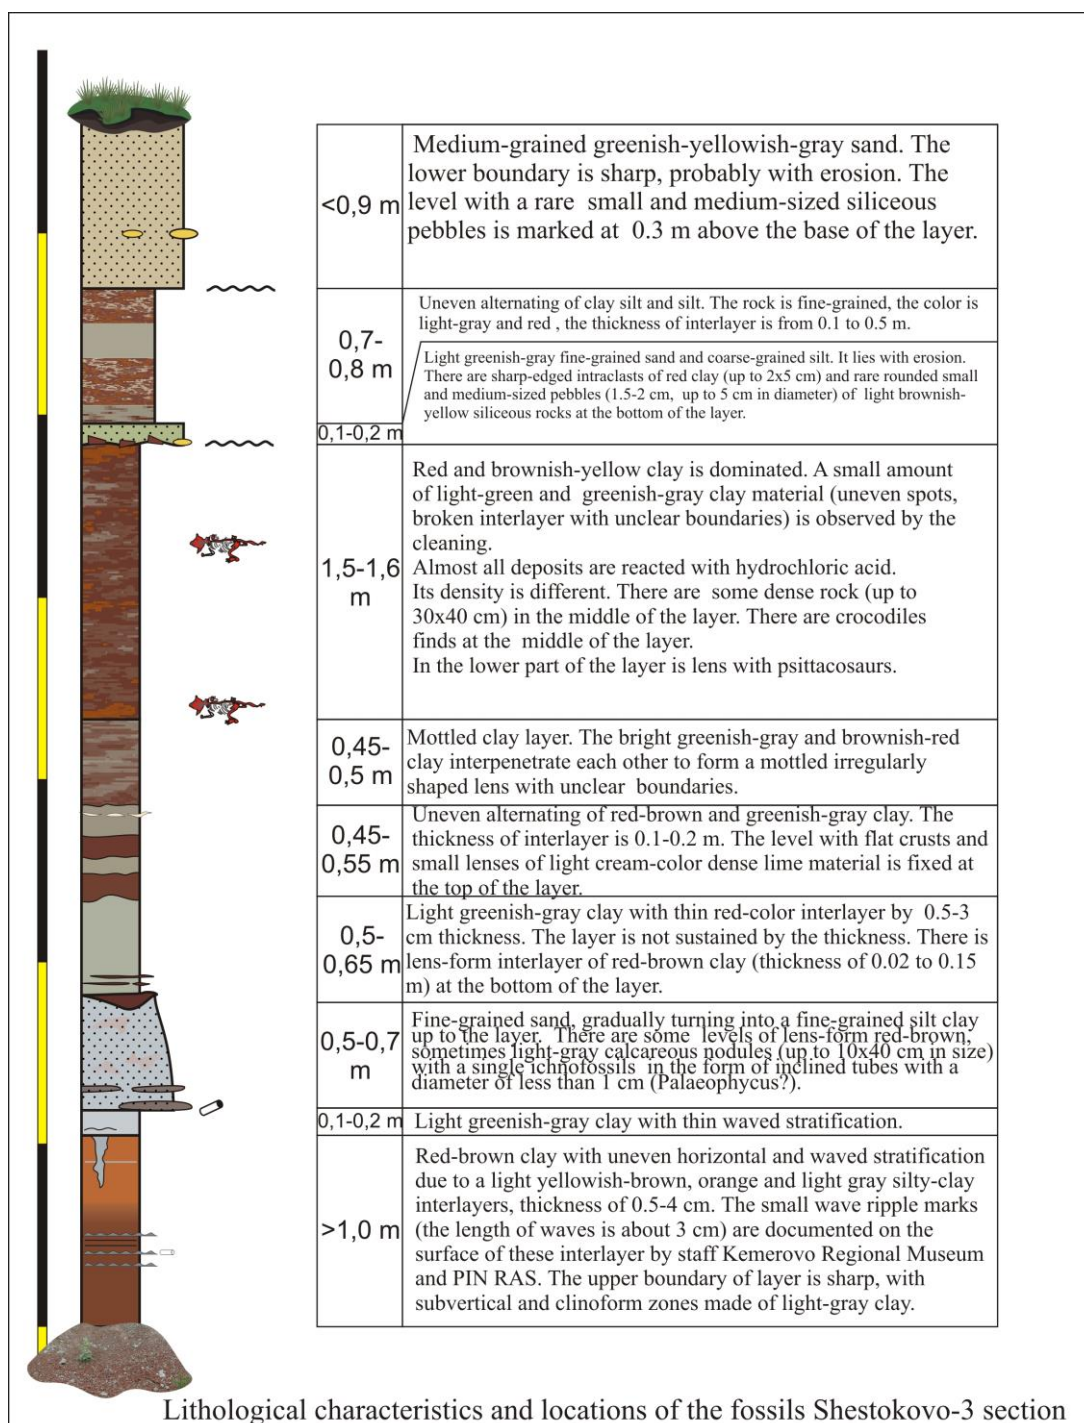 <0,9 m
Medium-grained greenish-yellowish-gray sand. The
lower boundary is sharp, probably with erosion. The
level with a rare small and medium-sized siliceous
pebbles is marked at 0.3 m above the base of the layer.
0,7-
0,8 m
Uneven alternating of clay silt and silt. The rock is fine-grained, the color is
light-gray and red , the thickness of interlayer is from 0.1 to 0.5 m.
0,1-0,2 m
Light greenish-gray fine-grained sand and coarse-grained silt. It lies with erosion.
There are sharp-edged intraclasts of red clay (up to 2x5 cm) and rare rounded small
and medium-sized pebbles (1.5-2 cm, up to 5 cm in diameter) of light brownish-
yellow siliceous rocks at the bottom of the layer.
1,5-1,6
m
Red and brownish-yellow clay is dominated. A small amount
of light-green and greenish-gray clay material (uneven spots,
broken interlayer with unclear boundaries) is observed by the
cleaning.
Almost all deposits are reacted with hydrochloric acid.
Its density is different. There are some dense rock (up to
30x40 cm) in the middle of the layer. There are crocodiles
finds at the middle of the layer.
In the lower part of the layer is lens with psittacosaurs.
0,45-
0,5 m
Mottled clay layer. The bright greenish-gray and brownish-red
clay interpenetrate each other to form a mottled irregularly
shaped lens with unclear boundaries.
0,45-
0,55 m
Uneven alternating of red-brown and greenish-gray clay. The
thickness of interlayer is 0.1-0.2 m. The level with flat crusts and
small lenses of light cream-color dense lime material is fixed at
the top of the layer.
0,5-
0,65 m
Light greenish-gray clay with thin red-color interlayer by 0.5-3
cm thickness. The layer is not sustained by the thickness. There is
lens-form interlayer of red-brown clay (thickness of 0.02 to 0.15
m) at the bottom of the layer.
0,5-0,7
m
Fine-grained sand, gradually turning into a fine-grained silt clay
up to the layer. There are some levels of lens-form red-brown,
sometimes light-gray calcareous nodules (up to 10x40 cm in size)
with a single ichnofossils in the form of inclined tubes with a
diameter of less than 1 cm (Palaeophycus?).
0,1-0,2 m
Light greenish-gray clay with thin waved stratification.
>1,0 m
Red-brown clay with uneven horizontal and waved stratification
due to a light yellowish-brown, orange and light gray silty-clay
interlayers, thickness of 0.5-4 cm. The small wave ripple marks
(the length of waves is about 3 cm) are documented on the
surface of these interlayer by staff Kemerovo Regional Museum
and PIN RAS. The upper boundary of layer is sharp, with
subvertical and clinoform zones made of light-gray clay.
Lithological characteristics and locations of the fossils Shestokovo-3 section